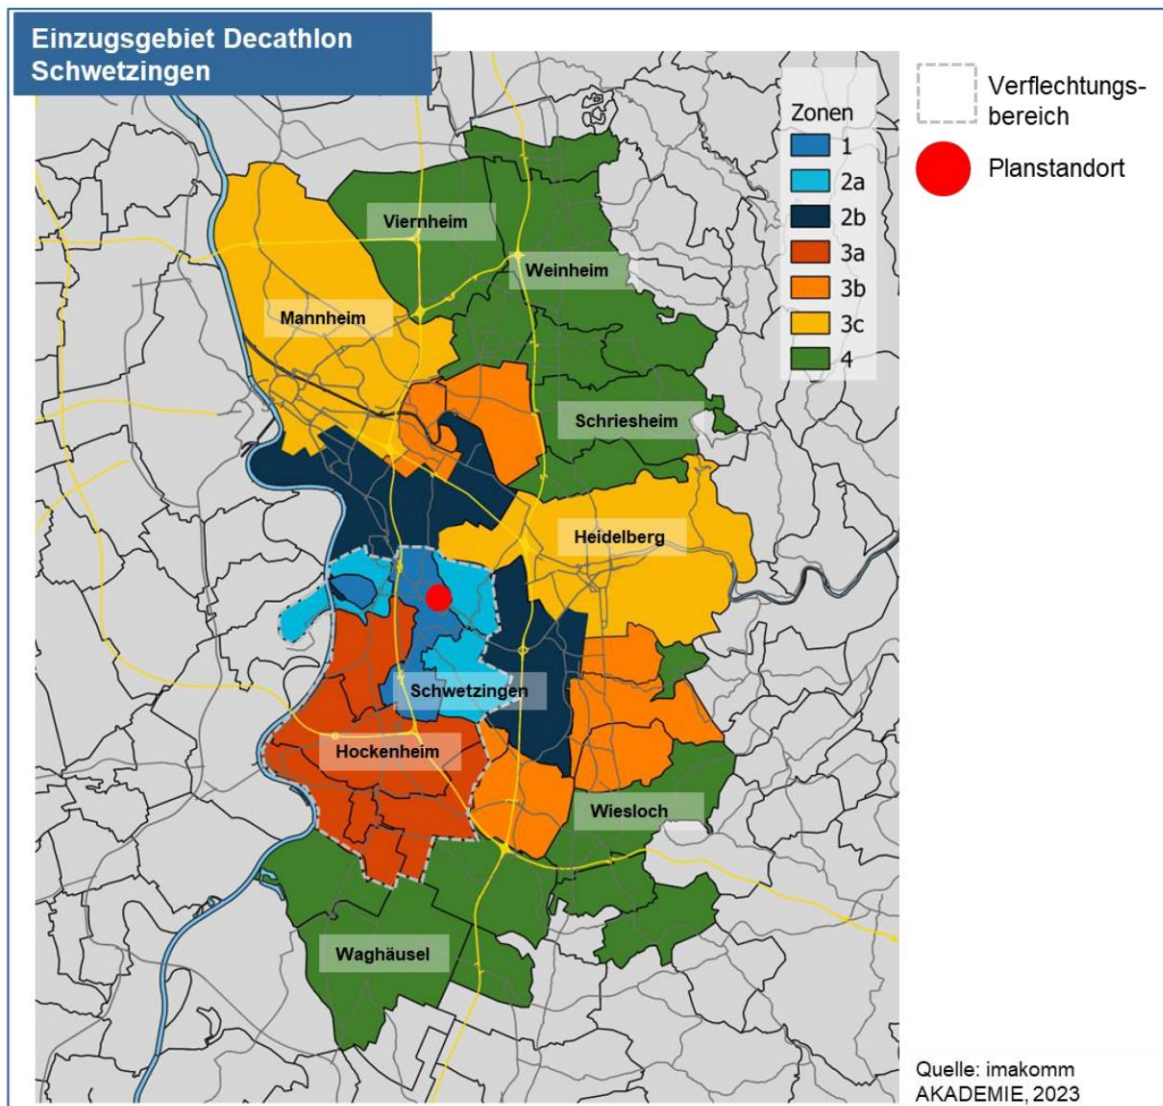 Einzugsgebiet Decathlon
Schwetzingen
Verflechtungs-
bereich
Planstandort
Zonen
1
2a
2b
3a
3b
3c
4
Viernheim
Weinheim
Mannheim
Schriesheim
Heidelberg
Schwetzingen
Hockenheim
Wiesloch
Waghäusel
Quelle: imakomm
AKADEMIE, 2023